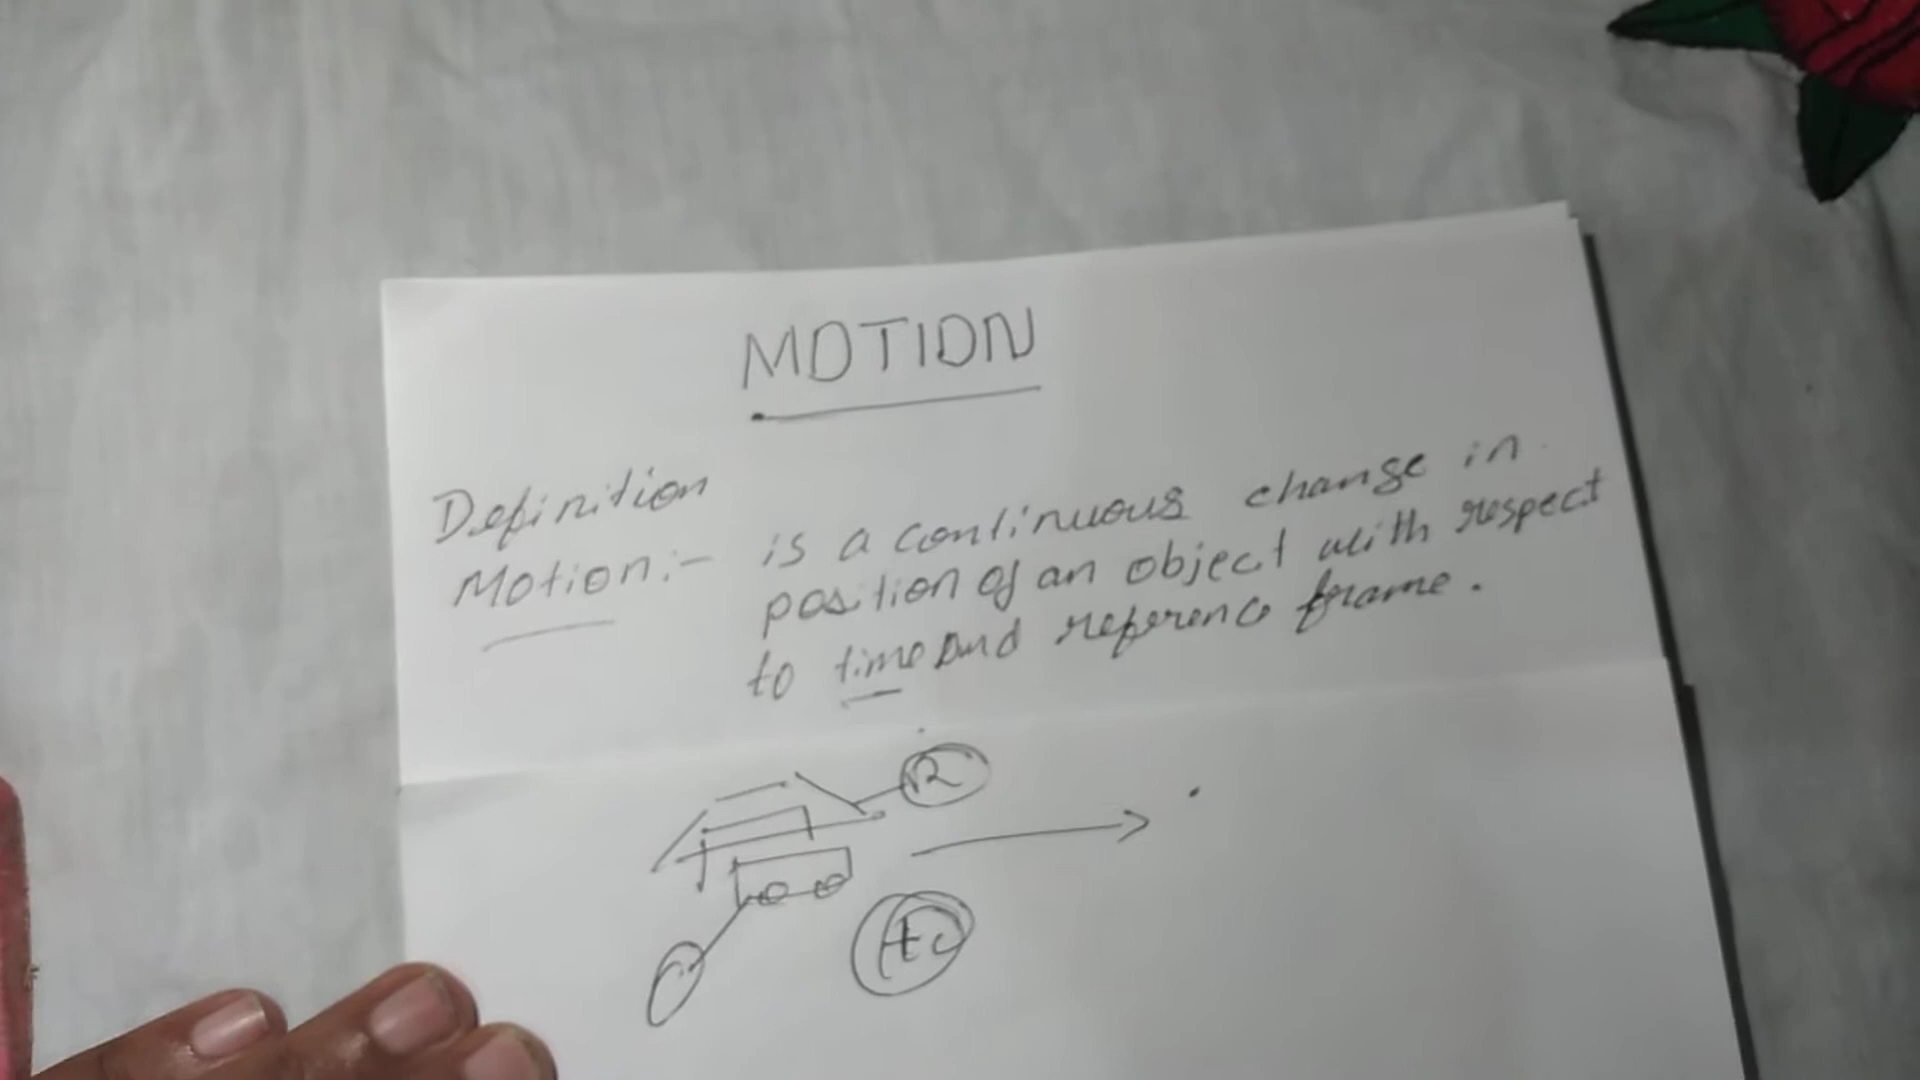 MOTION
Definition
Motion:- is a continuous change in
position of an object with respect
to time and reference frame.
R